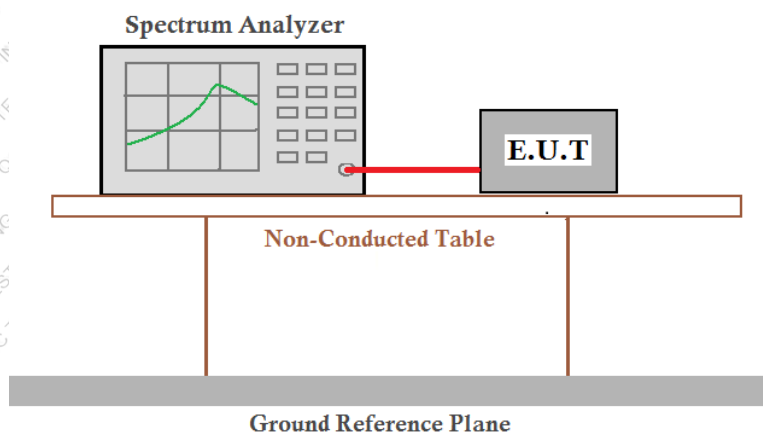 Spectrum Analyzer
E.U.T
Non-Conducted Table
Ground Reference Plane